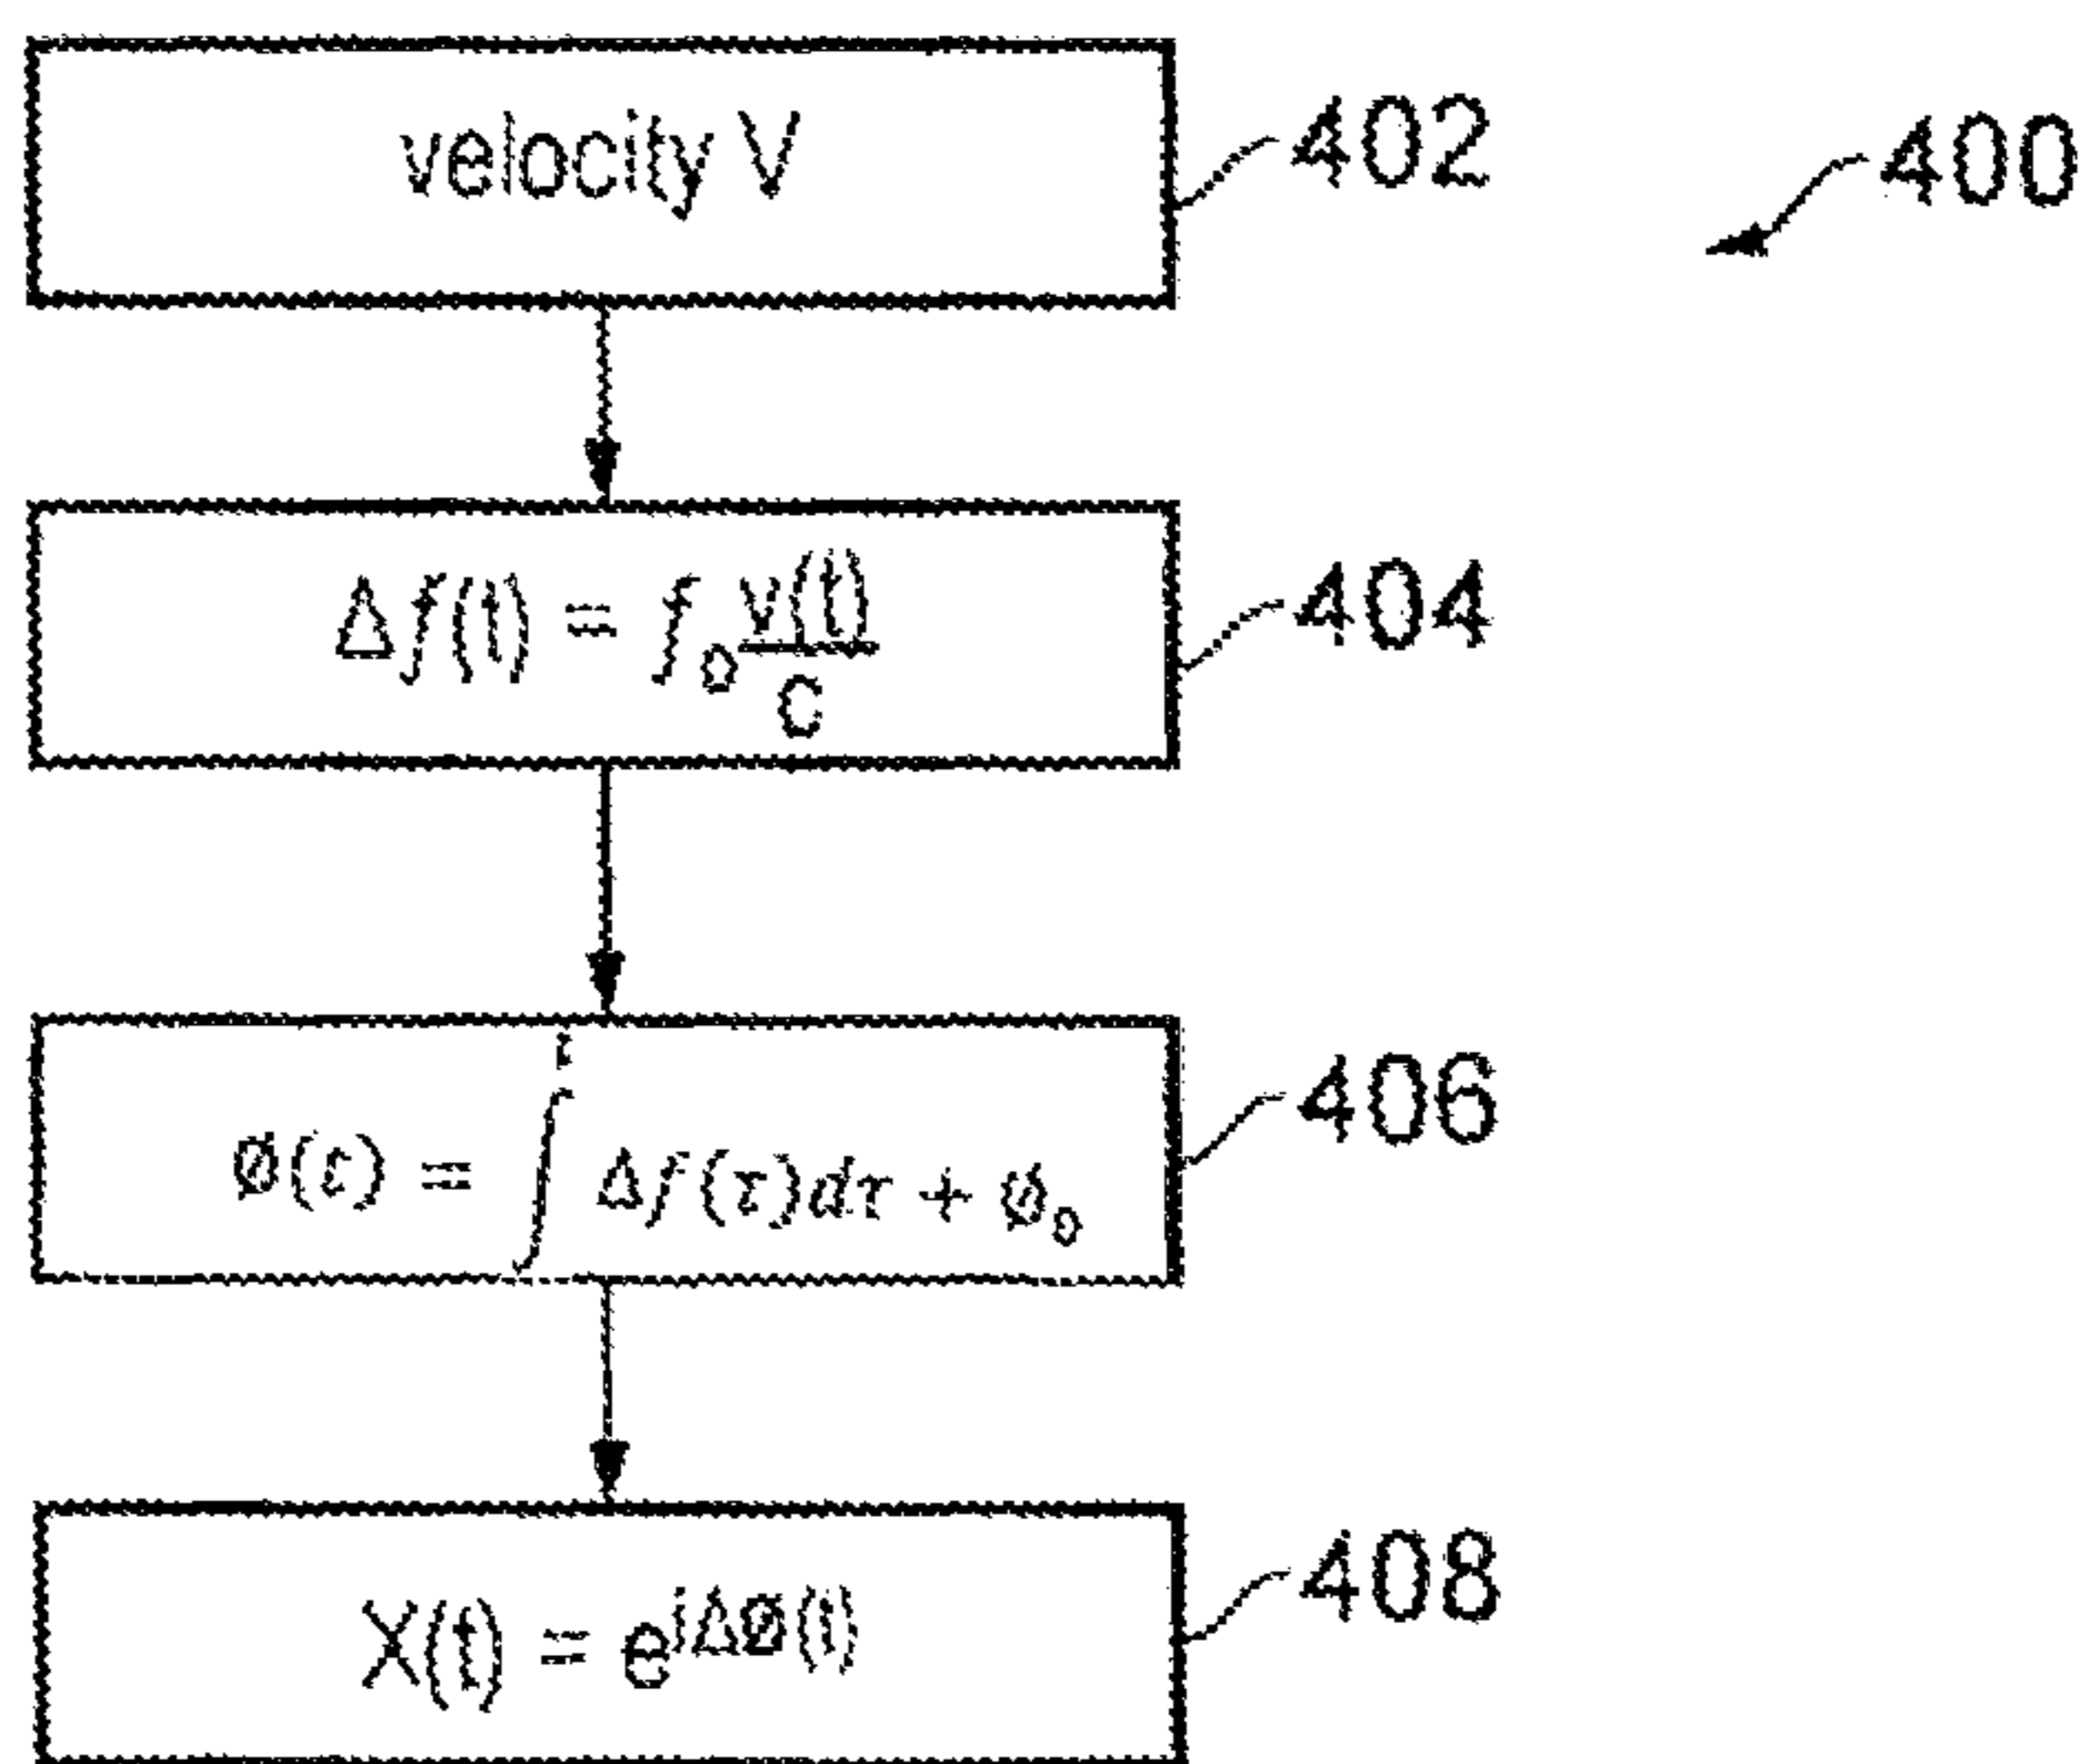 velocity V
402
400
Δf(t) = f₀ v(t)/c
404
ø(t) = ∫ᵗ Δf(τ)dτ + ø₀
406
X(t) = e^jΔø(t)
408